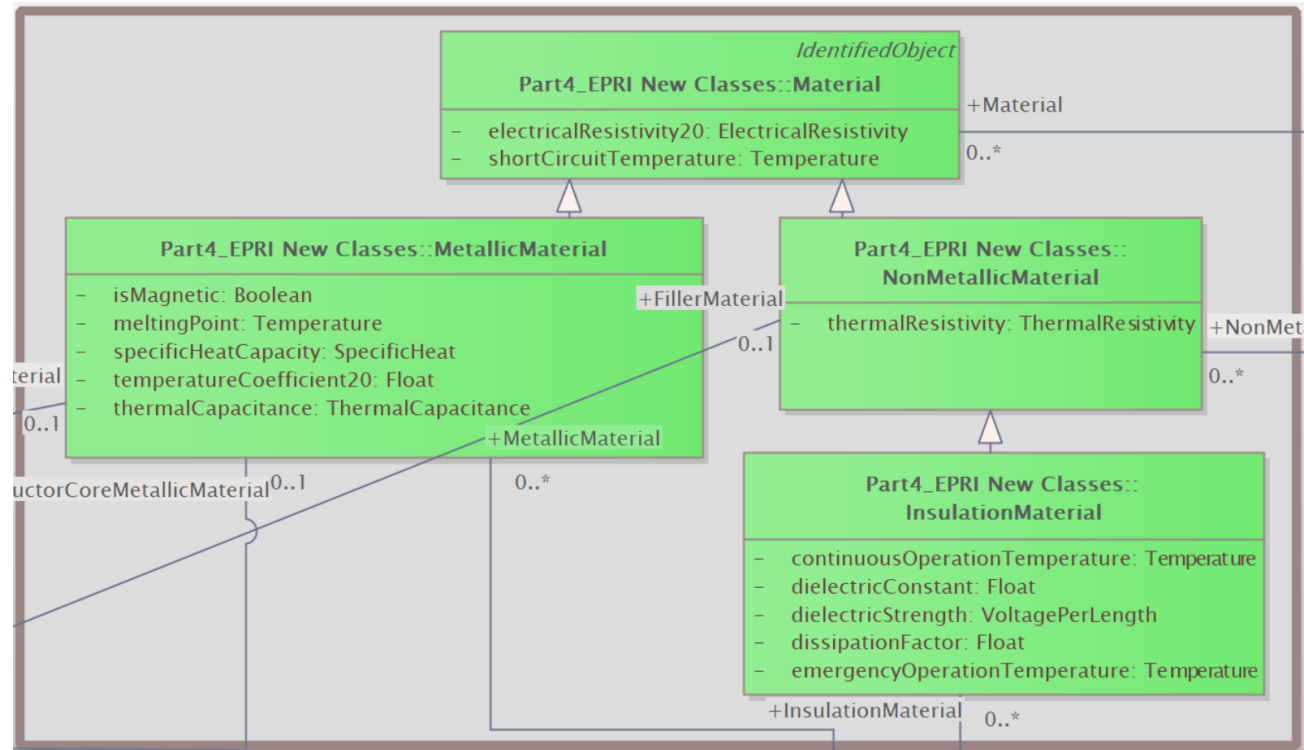 IdentifiedObject
Part4_EPRI New Classes::Material
- electricalResistivity20: ElectricalResistivity
- shortCircuitTemperature: Temperature
+Material
0..*
Part4_EPRI New Classes::MetallicMaterial
- isMagnetic: Boolean
- meltingPoint: Temperature
- specificHeatCapacity: SpecificHeat
- temperatureCoefficient20: Float
- thermalCapacitance: ThermalCapacitance
terial
0..1
+FillerMaterial
0..1
Part4_EPRI New Classes::
NonMetallicMaterial
- thermalResistivity: ThermalResistivity
+NonMeta
0..*
+MetallicMaterial
0..*
uctorCoreMetallicMaterial
0..1
Part4_EPRI New Classes::
InsulationMaterial
- continuousOperationTemperature: Temperature
- dielectricConstant: Float
- dielectricStrength: VoltagePerLength
- dissipationFactor: Float
- emergencyOperationTemperature: Temperature
+InsulationMaterial
0..*